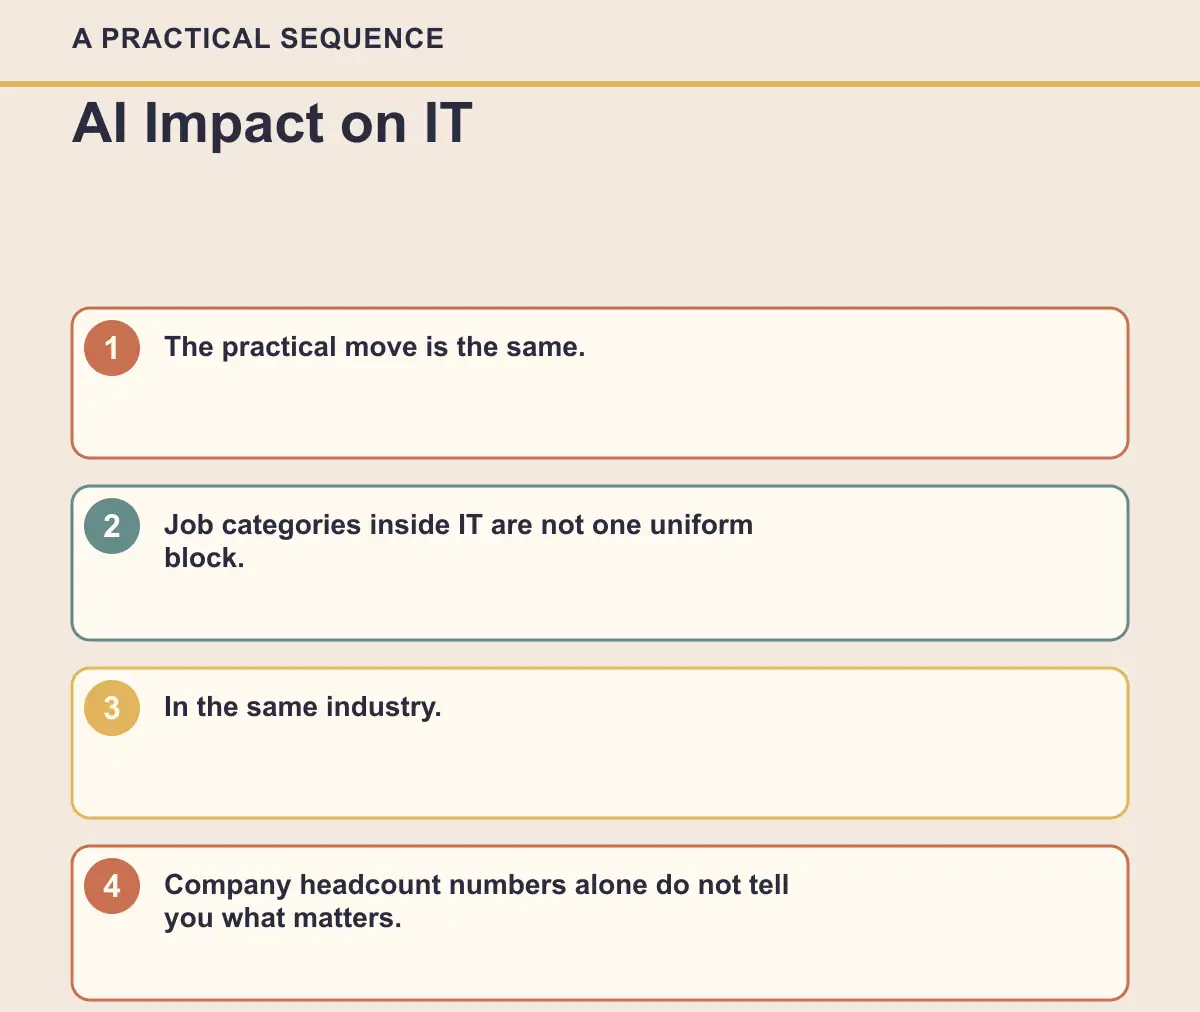 A PRACTICAL SEQUENCE
AI Impact on IT
1
The practical move is the same.
2
Job categories inside IT are not one uniform
block.
3
In the same industry.
4
Company headcount numbers alone do not tell
you what matters.